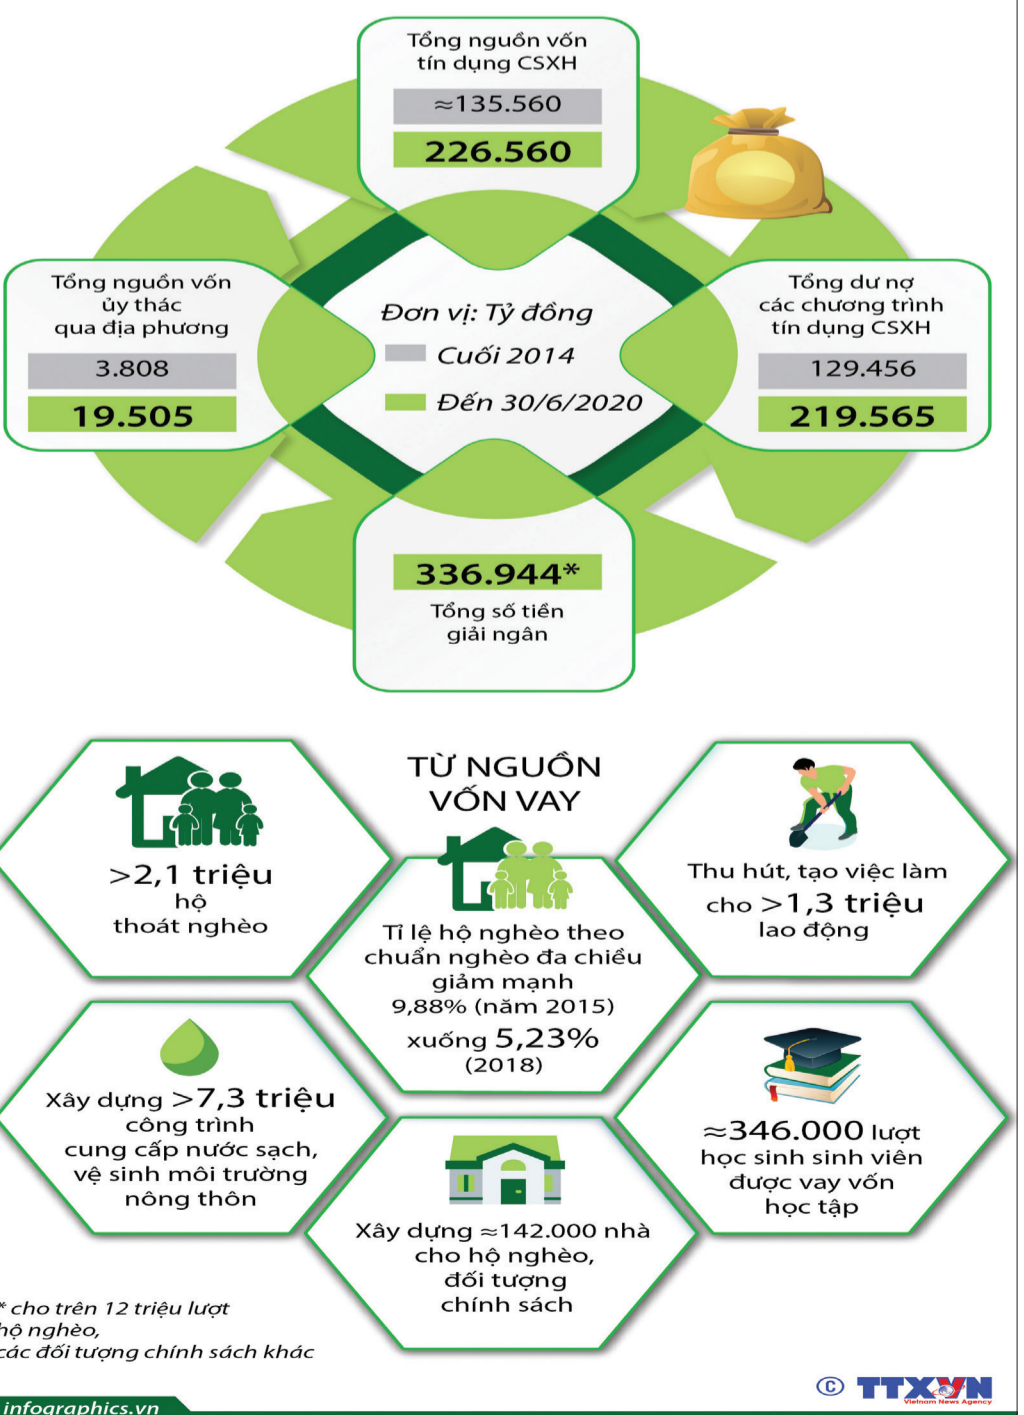 Tổng nguồn vốn
tín dụng CSXH
≈135.560
226.560
Tổng nguồn vốn
ủy thác
qua địa phương
3.808
19.505
Đơn vị: Tỷ đồng
Cuối 2014
Đến 30/6/2020
Tổng dư nợ
các chương trình
tín dụng CSXH
129.456
219.565
336.944*
Tổng số tiền
giải ngân
TỪ NGUỒN
VỐN VAY
>2,1 triệu
hộ
thoát nghèo
Tỉ lệ hộ nghèo theo
chuẩn nghèo đa chiều
giảm mạnh
9,88% (năm 2015)
xuống 5,23%
(2018)
Thu hút, tạo việc làm
cho >1,3 triệu
lao động
Xây dựng >7,3 triệu
công trình
cung cấp nước sạch,
vệ sinh môi trường
nông thôn
Xây dựng ≈142.000 nhà
cho hộ nghèo,
đối tượng
chính sách
≈346.000 lượt
học sinh sinh viên
được vay vốn
học tập
* cho trên 12 triệu lượt
hộ nghèo,
các đối tượng chính sách khác
infographics.vn
© TTXVN
Vietnam News Agency